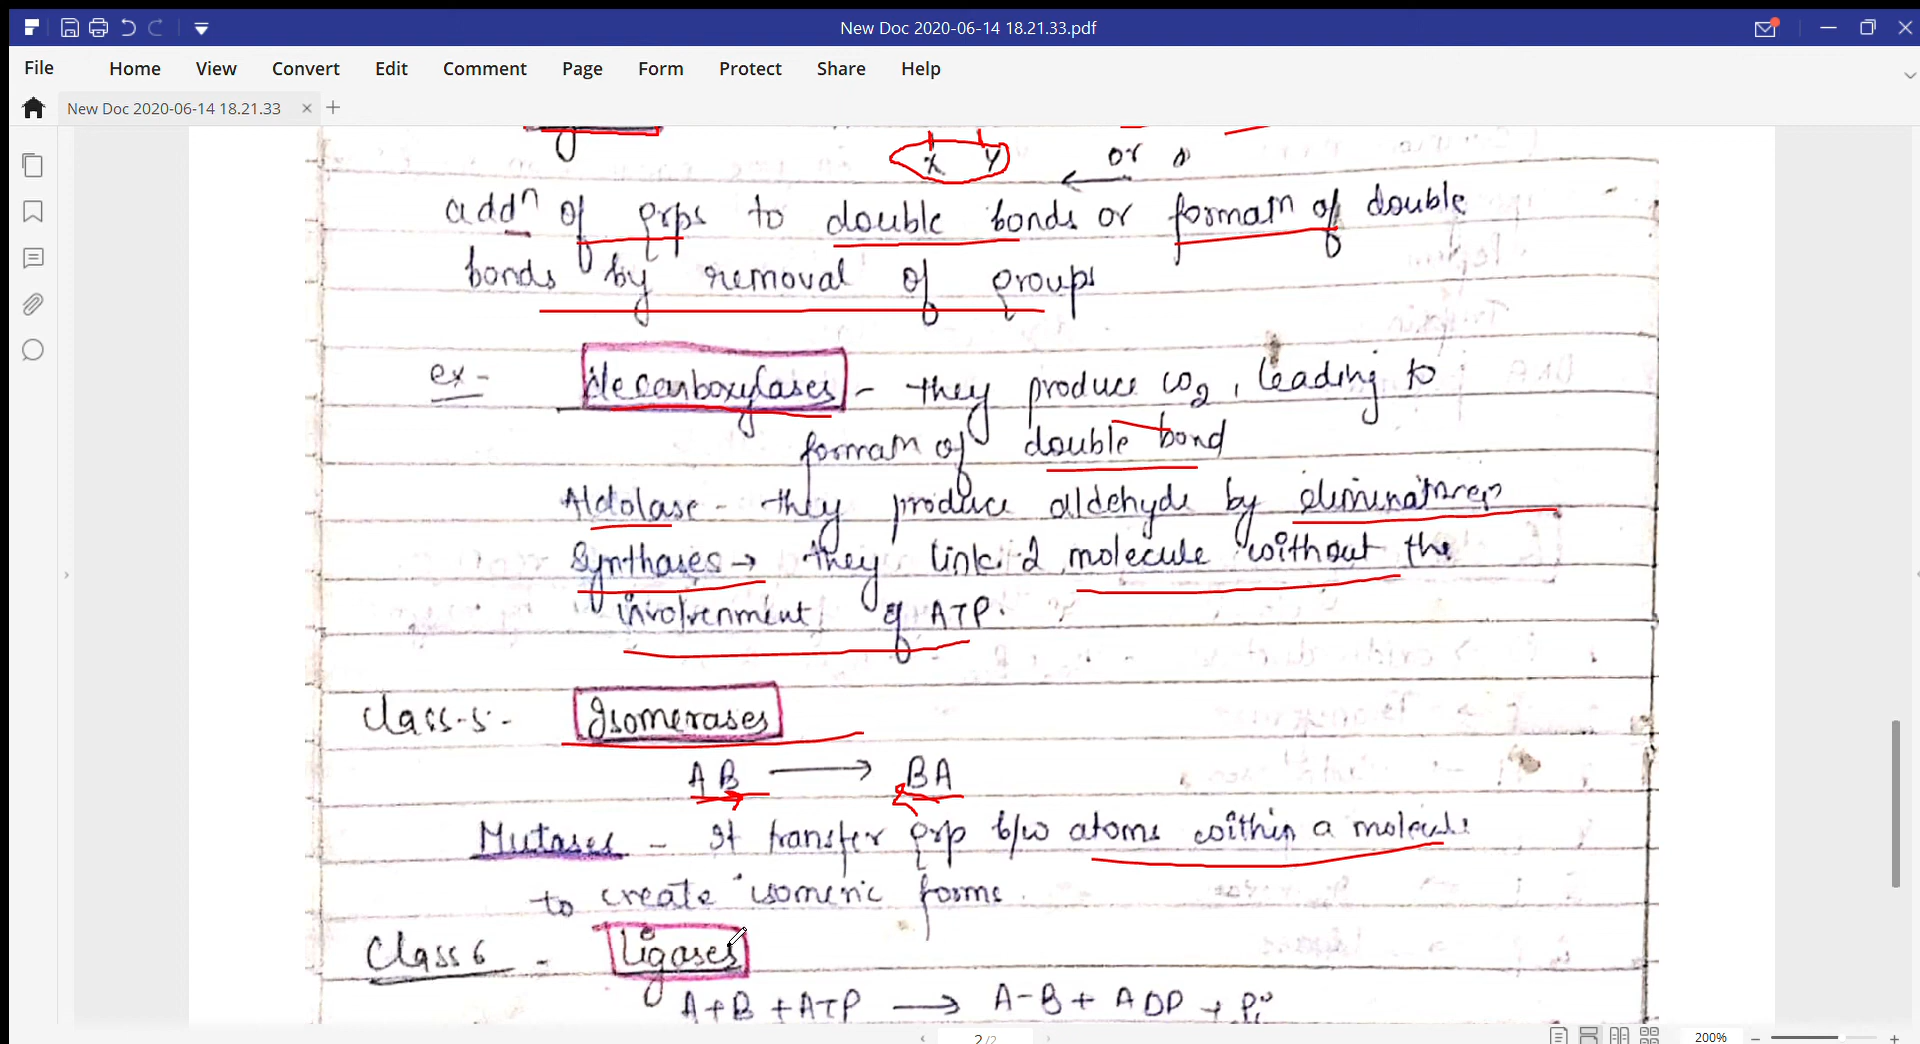 New Doc 2020-06-14 18.21.33.pdf
File Home View Convert Edit Comment Page Form Protect Share Help
New Doc 2020-06-14 18.21.33
X Y or
addn of grps to double bonds or formatn of double
bonds by removal of groups
ex - decarboxylases - they produce co2, leading to
formatn of double bond
Aldolase - they produce aldehyde by
Synthases → they link 2 molecule without the
involvenment of ATP.
Class-5 - Isomerases
AB → BA
Mutases - It transfer grp b/w atoms within a molecule
to create isomeric forms
Class 6 - Ligases
A+B +ATP → A-B + ADP + Pi
2/2
200%